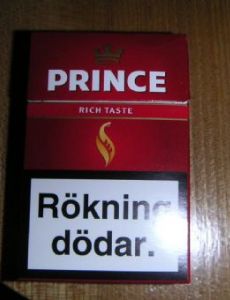 PRINCE
RICH TASTE
Rökning
dödar.